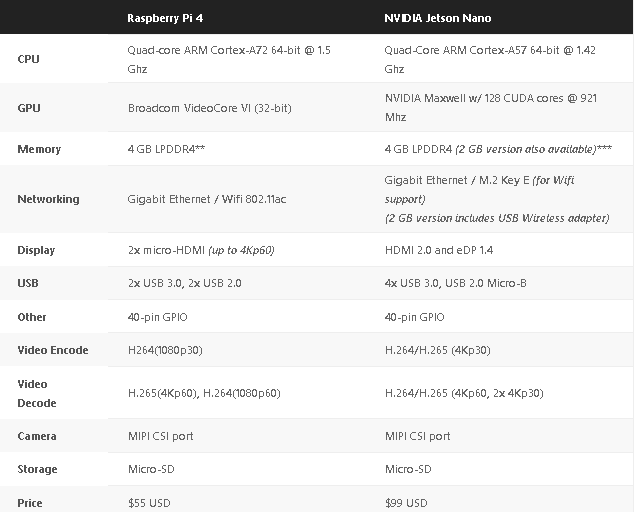 Raspberry Pi 4 NVIDIA Jetson Nano
CPU Quad-core ARM Cortex-A72 64-bit @ 1.5 Quad-Core ARM Cortex-A57 64-bit @ 1.42
Ghz Ghz
GPU Broadcom VideoCore VI (32-bit) NVIDIA Maxwell w/ 128 CUDA cores @ 921
Mhz
Memory 4 GB LPDDR4** 4 GB LPDDR4 (2 GB version also available)***
Networking Gigabit Ethernet / Wifi 802.11ac Gigabit Ethernet / M.2 Key E (for Wifi
support)
(2 GB version includes USB Wireless adapter)
Display 2x micro-HDMI (up to 4Kp60) HDMI 2.0 and eDP 1.4
USB 2x USB 3.0, 2x USB 2.0 4x USB 3.0, USB 2.0 Micro-B
Other 40-pin GPIO 40-pin GPIO
Video Encode H264(1080p30) H.264/H.265 (4Kp30)
Video
Decode H.265(4Kp60), H.264(1080p60) H.264/H.265 (4Kp60, 2x 4Kp30)
Camera MIPI CSI port MIPI CSI port
Storage Micro-SD Micro-SD
Price $55 USD $99 USD